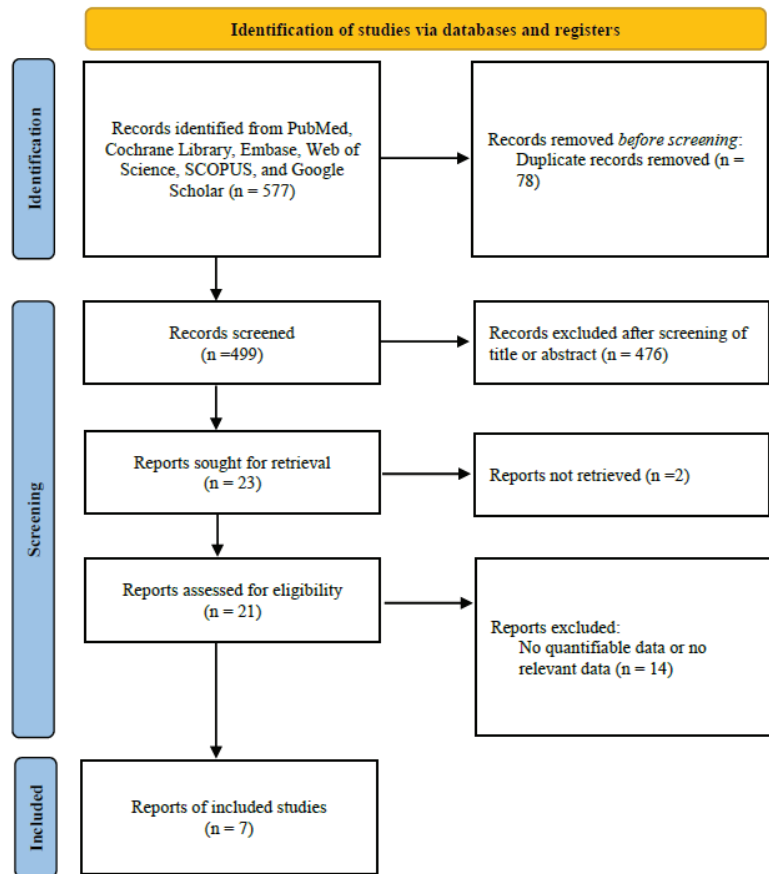 Identification of studies via databases and registers
Identification
Records identified from PubMed,
Cochrane Library, Embase, Web of
Science, SCOPUS, and Google
Scholar (n = 577)
Records removed before screening:
Duplicate records removed (n =
78)
Screening
Records screened
(n =499)
Records excluded after screening of
title or abstract (n = 476)
Reports sought for retrieval
(n = 23)
Reports not retrieved (n =2)
Reports assessed for eligibility
(n = 21)
Reports excluded:
No quantifiable data or no
relevant data (n = 14)
Included
Reports of included studies
(n = 7)